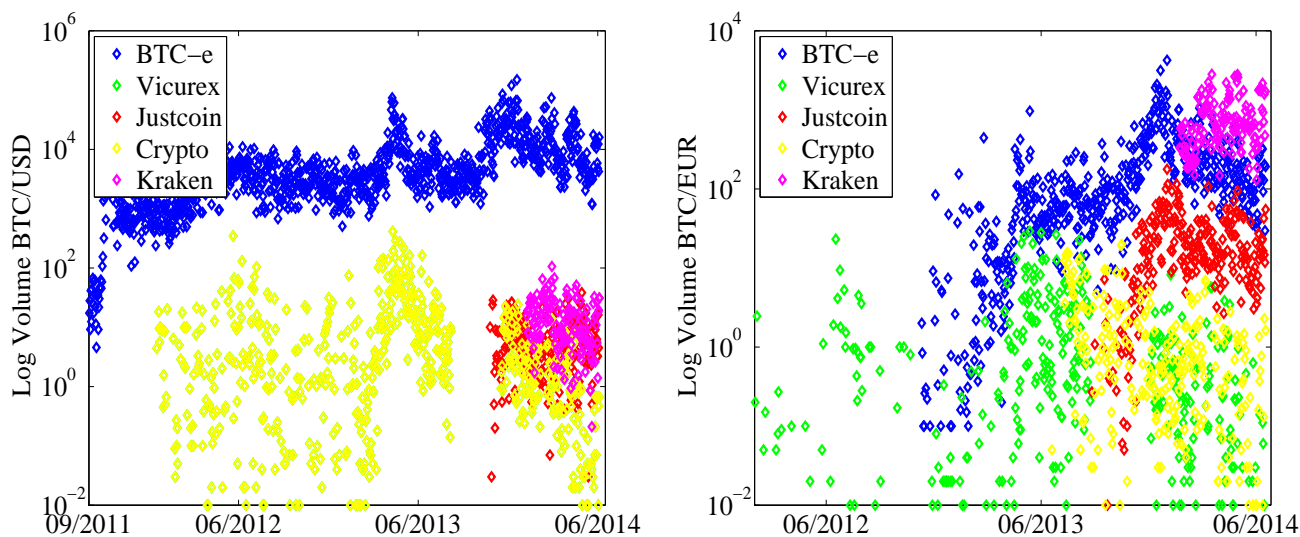 Log Volume BTC/USD
10^6
10^4
10^2
10^0
10^−2
BTC−e
Vicurex
Justcoin
Crypto
Kraken
09/2011
06/2012
06/2013
06/2014
Log Volume BTC/EUR
10^4
10^2
10^0
10^−2
BTC−e
Vicurex
Justcoin
Crypto
Kraken
06/2012
06/2013
06/2014